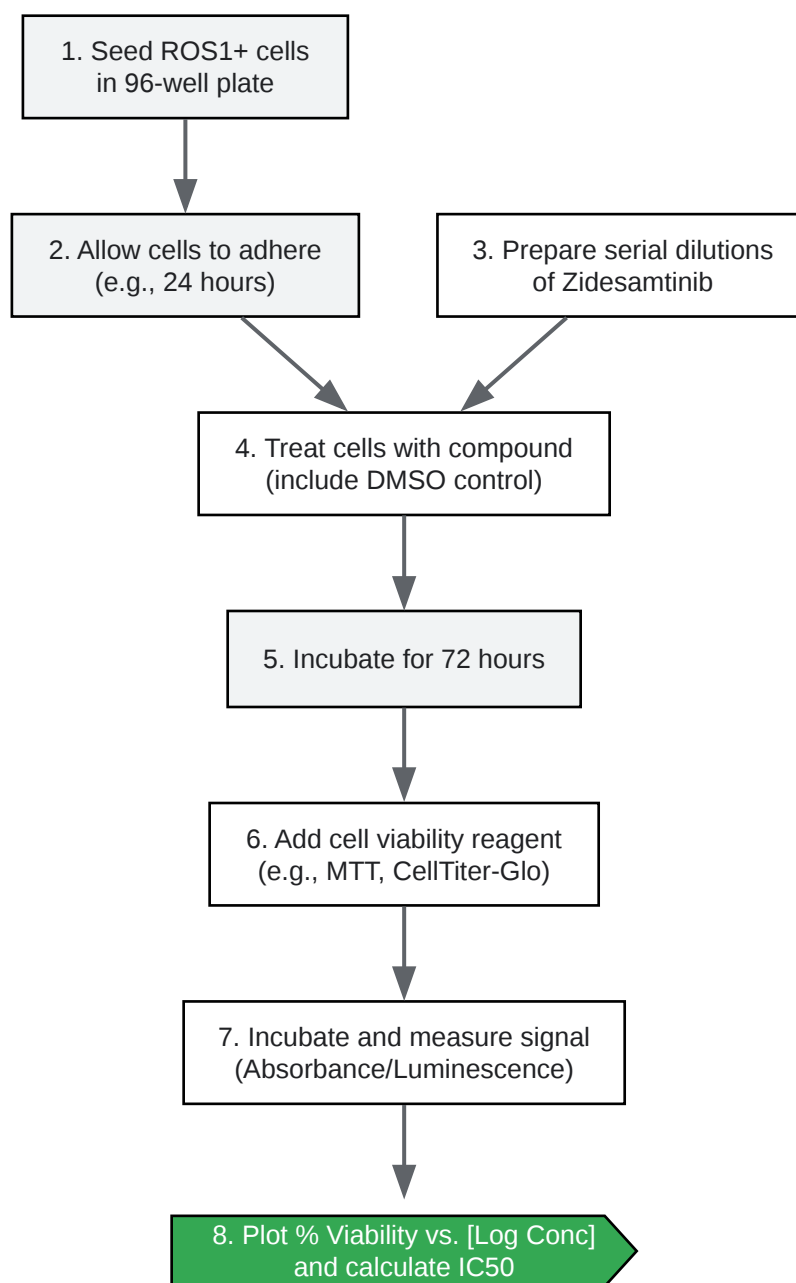 1. Seed ROS1+ cells
in 96-well plate
2. Allow cells to adhere
(e.g., 24 hours)
3. Prepare serial dilutions
of Zidesamtinib
4. Treat cells with compound
(include DMSO control)
5. Incubate for 72 hours
6. Add cell viability reagent
(e.g., MTT, CellTiter-Glo)
7. Incubate and measure signal
(Absorbance/Luminescence)
8. Plot % Viability vs. [Log Conc]
and calculate IC50